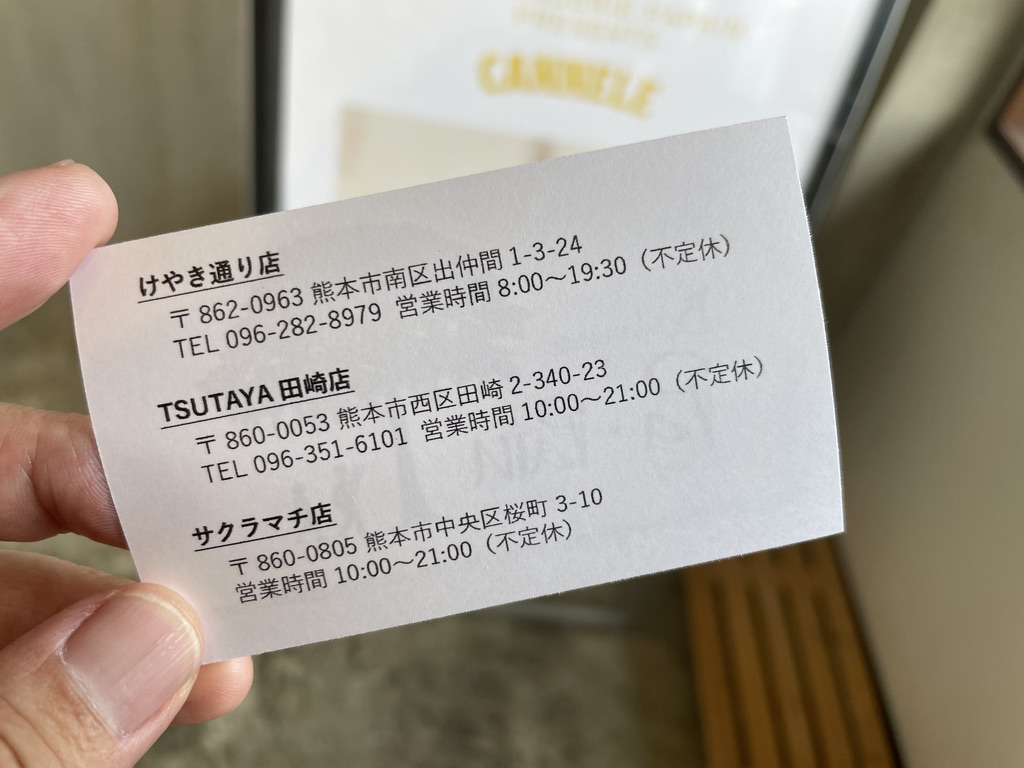 PRESENTS
CANNELÉ
けやき通り店
〒862-0963 熊本市南区出仲間 1-3-24
TEL 096-282-8979 営業時間 8:00～19:30（不定休）
TSUTAYA 田崎店
〒860-0053 熊本市西区田崎 2-340-23
TEL 096-351-6101 営業時間 10:00～21:00（不定休）
サクラマチ店
〒860-0805 熊本市中央区桜町 3-10
営業時間 10:00～21:00（不定休）